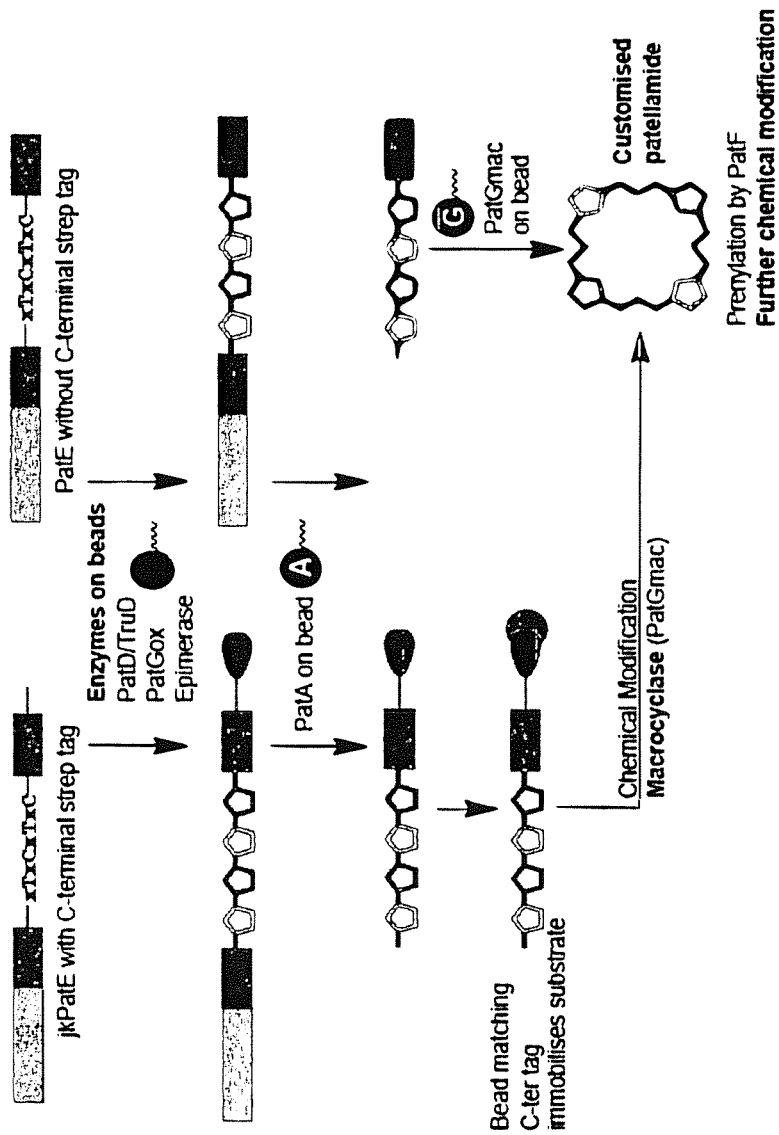 xTxCxTxC
jkPatE with C-terminal strep tag
xTxCxTxC
PatE without C-terminal strep tag
Enzymes on beads
PatD/TruD
PatGox
Epimerase
PatA on bead
A
Bead matching
C-ter tag
immobilises substrate
G
PatGmac
on bead
Chemical Modification
Macrocyclase (PatGmac)
Customised
patellamide
Prenylation by PatF
Further chemical modification